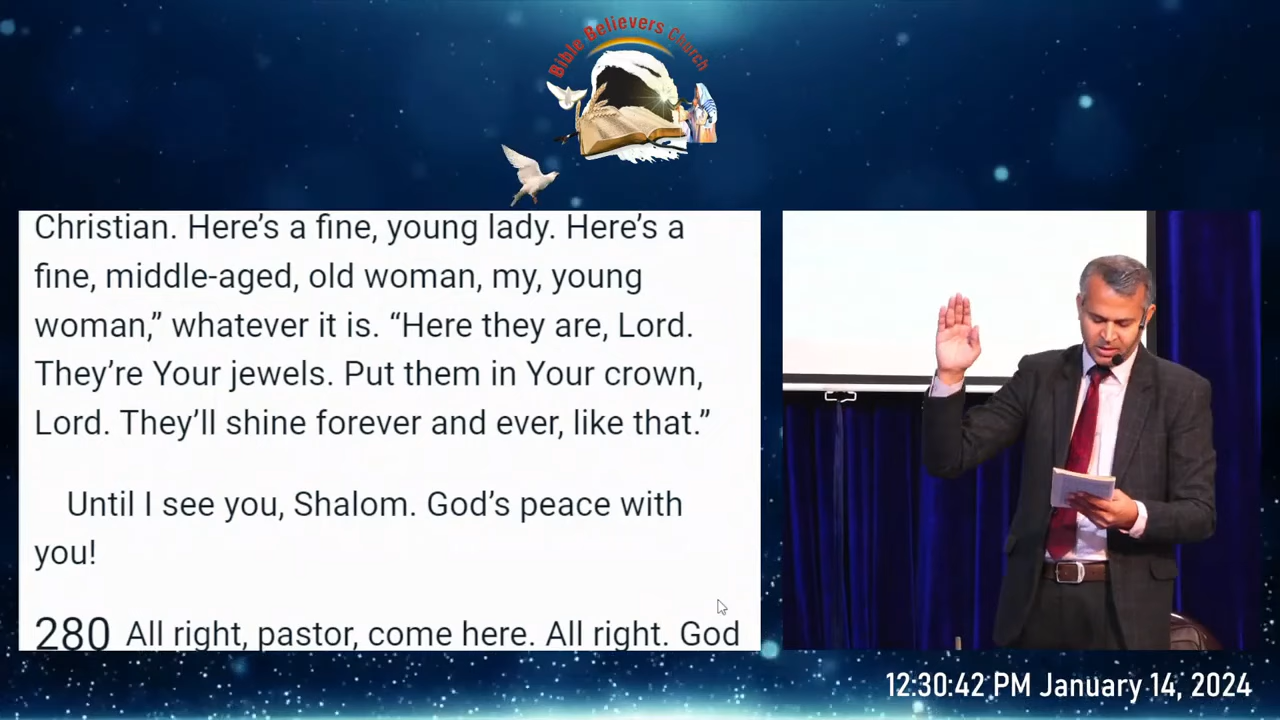 Bible Believers Church
Christian. Here’s a fine, young lady. Here’s a
fine, middle-aged, old woman, my, young
woman,” whatever it is. “Here they are, Lord.
They’re Your jewels. Put them in Your crown,
Lord. They’ll shine forever and ever, like that.”
Until I see you, Shalom. God’s peace with
you!
280 All right, pastor, come here. All right. God
12:30:42 PM January 14, 2024